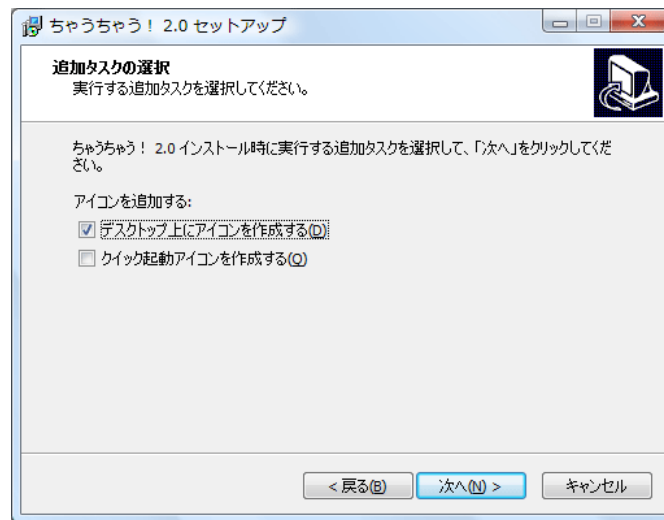 ちゃうちゃう! 2.0 セットアップ
追加タスクの選択
実行する追加タスクを選択してください。
ちゃうちゃう! 2.0 インストール時に実行する追加タスクを選択して、「次へ」をクリックしてくだ
さい。
アイコンを追加する:
デスクトップ上にアイコンを作成する(D)
クイック起動アイコンを作成する(Q)
< 戻る(B)
次へ(N) >
キャンセル